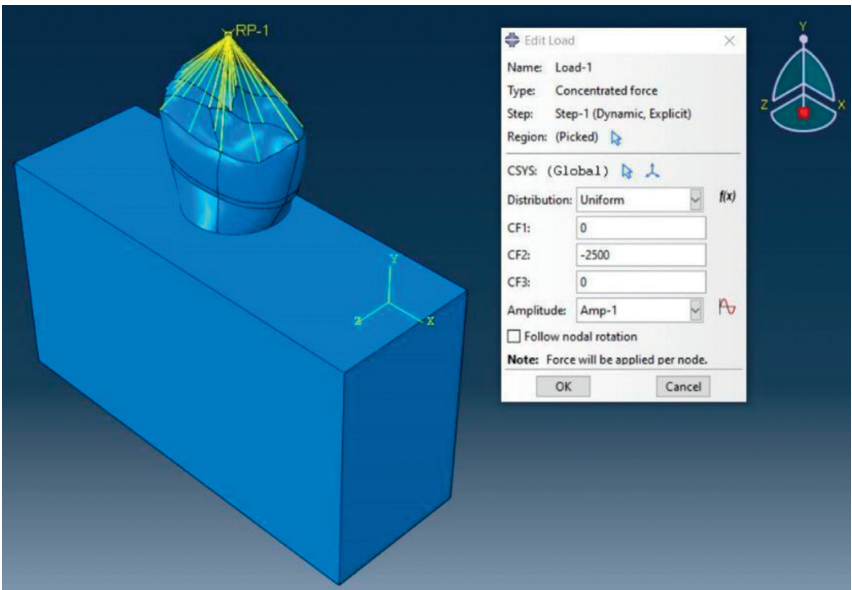 RP-1
Y
Z
X
Y
Z
X
Edit Load
Name: Load-1
Type: Concentrated force
Step: Step-1 (Dynamic, Explicit)
Region: (Picked)
CSYS: (Global)
Distribution: Uniform f(x)
CF1: 0
CF2: -2500
CF3: 0
Amplitude: Amp-1
Follow nodal rotation
Note: Force will be applied per node.
OK Cancel